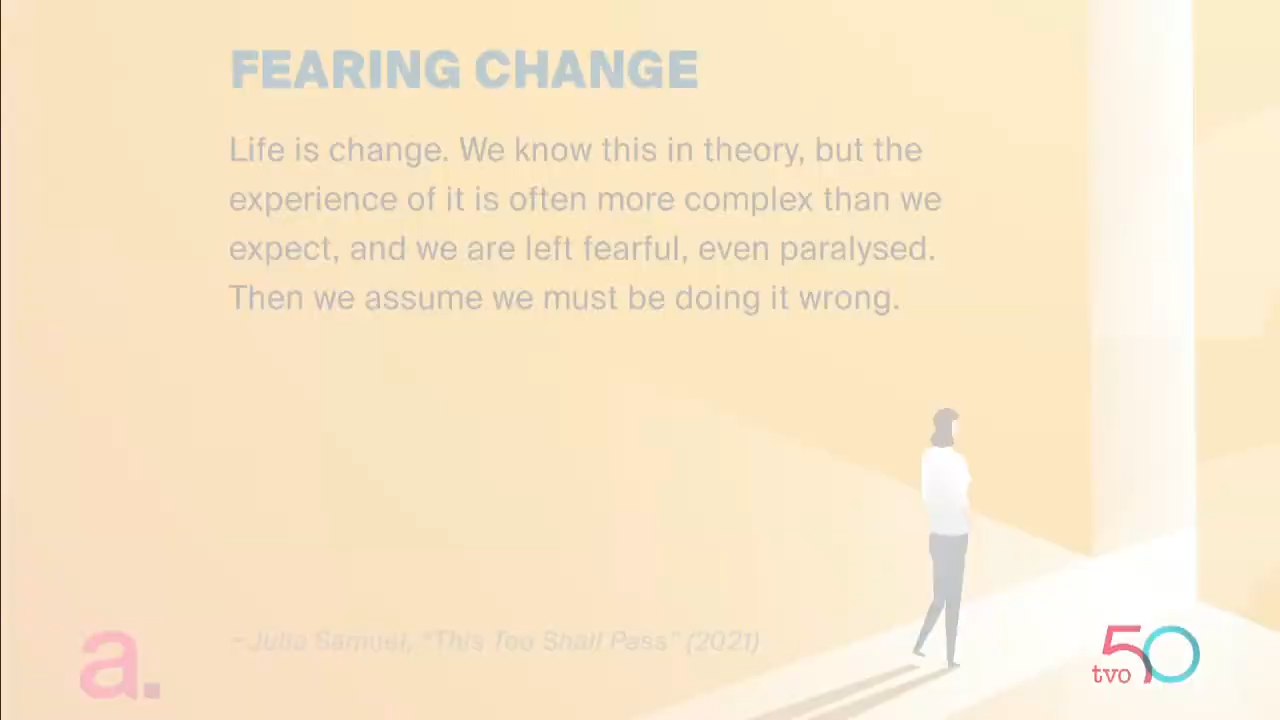 FEARING CHANGE
Life is change. We know this in theory, but the
experience of it is often more complex than we
expect, and we are left fearful, even paralysed.
Then we assume we must be doing it wrong.
– Julia Samuel, "This Too Shall Pass" (2021)
a.
tvo 50